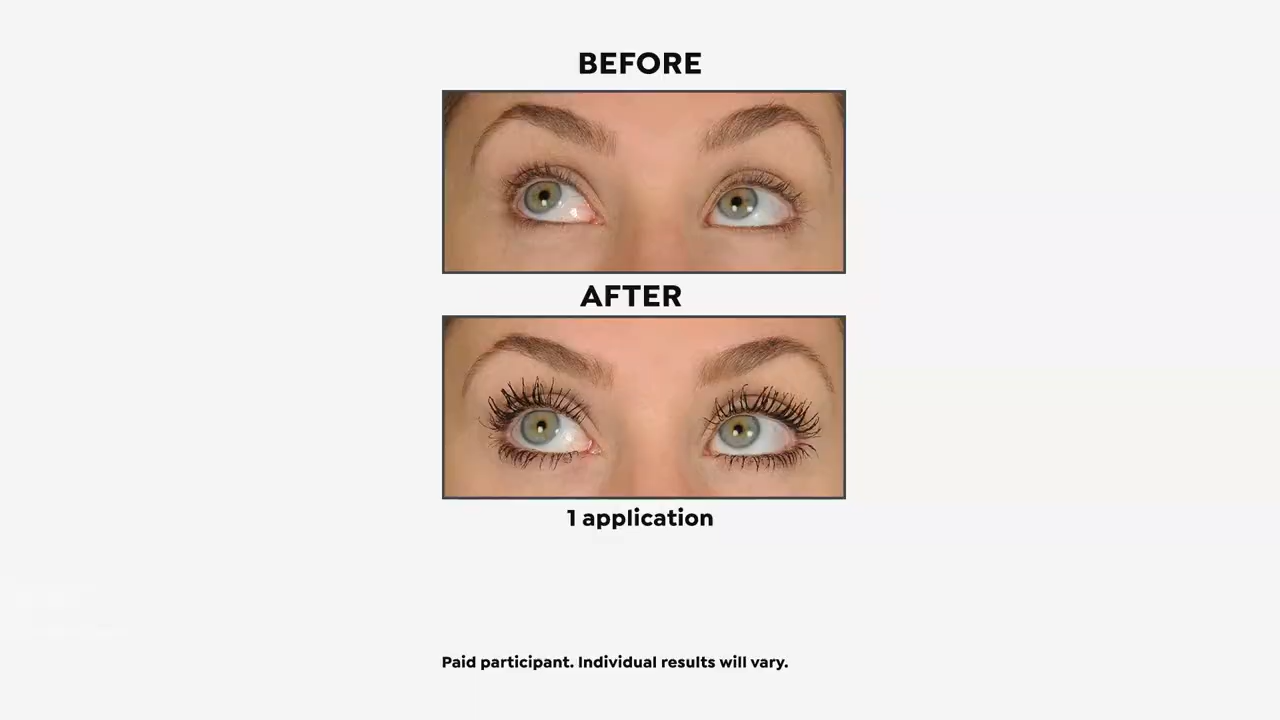 BEFORE
AFTER
1 application
Paid participant. Individual results will vary.